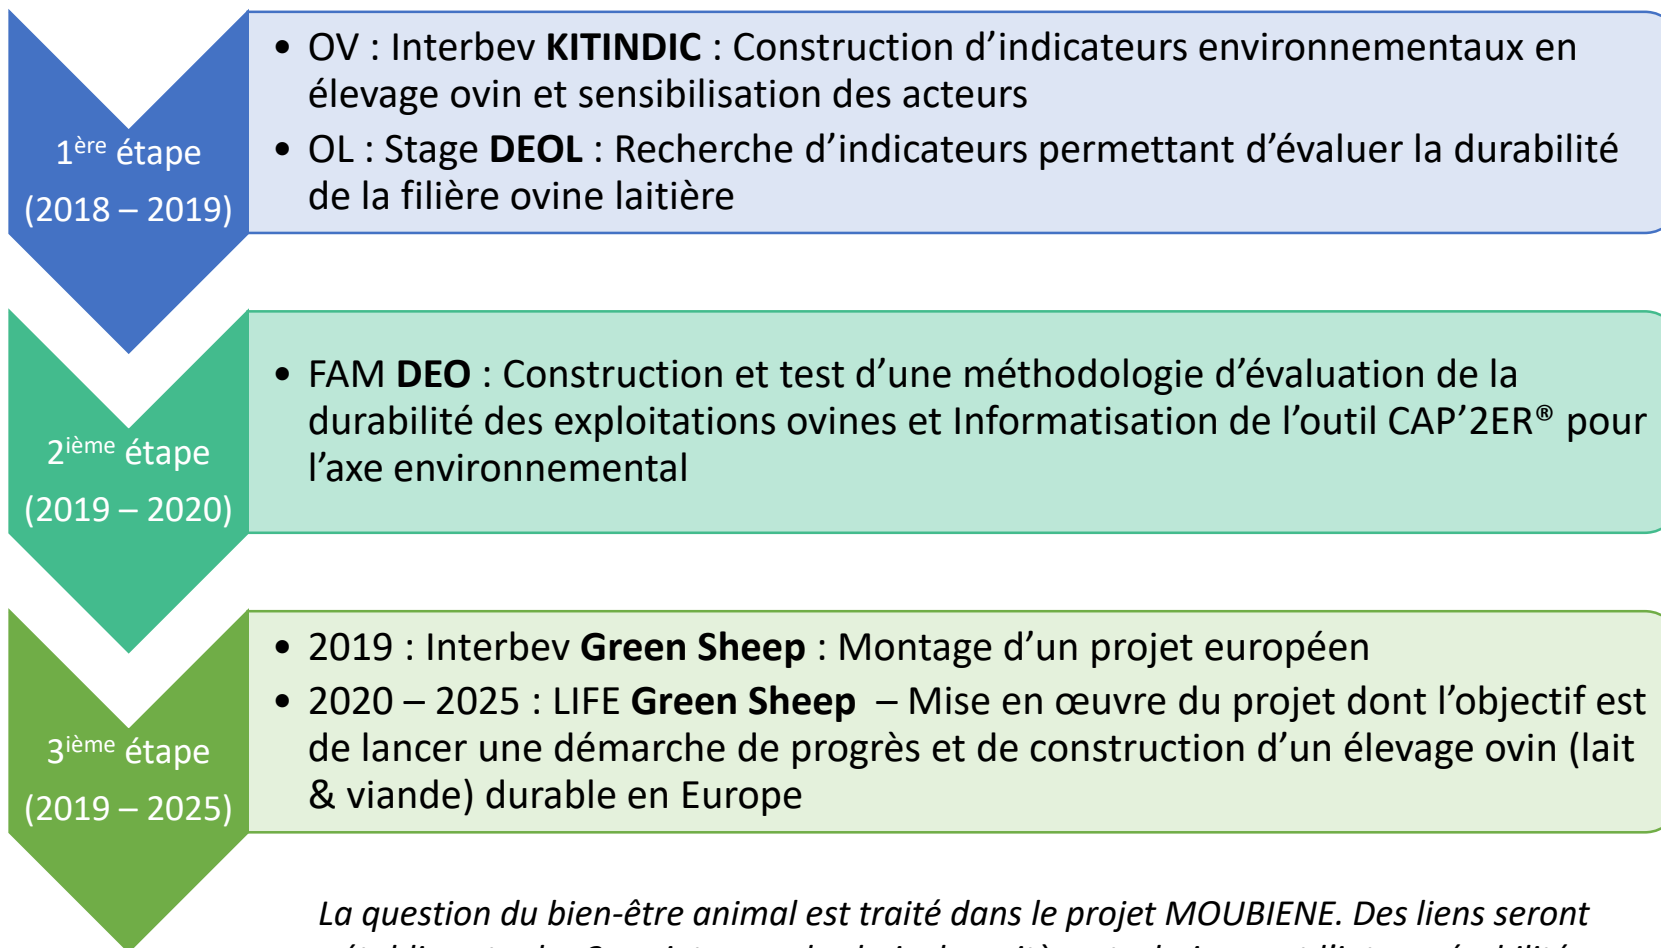 1ère étape
(2018 – 2019)
• OV : Interbev KITINDIC : Construction d’indicateurs environnementaux en
élevage ovin et sensibilisation des acteurs
• OL : Stage DEOL : Recherche d’indicateurs permettant d’évaluer la durabilité
de la filière ovine laitière
2ième étape
(2019 – 2020)
• FAM DEO : Construction et test d’une méthodologie d’évaluation de la
durabilité des exploitations ovines et Informatisation de l’outil CAP’2ER® pour
l’axe environnemental
3ième étape
(2019 – 2025)
• 2019 : Interbev Green Sheep : Montage d’un projet européen
• 2020 – 2025 : LIFE Green Sheep – Mise en œuvre du projet dont l’objectif est
de lancer une démarche de progrès et de construction d’un élevage ovin (lait
& viande) durable en Europe
La question du bien-être animal est traité dans le projet MOUBIENE. Des liens seront